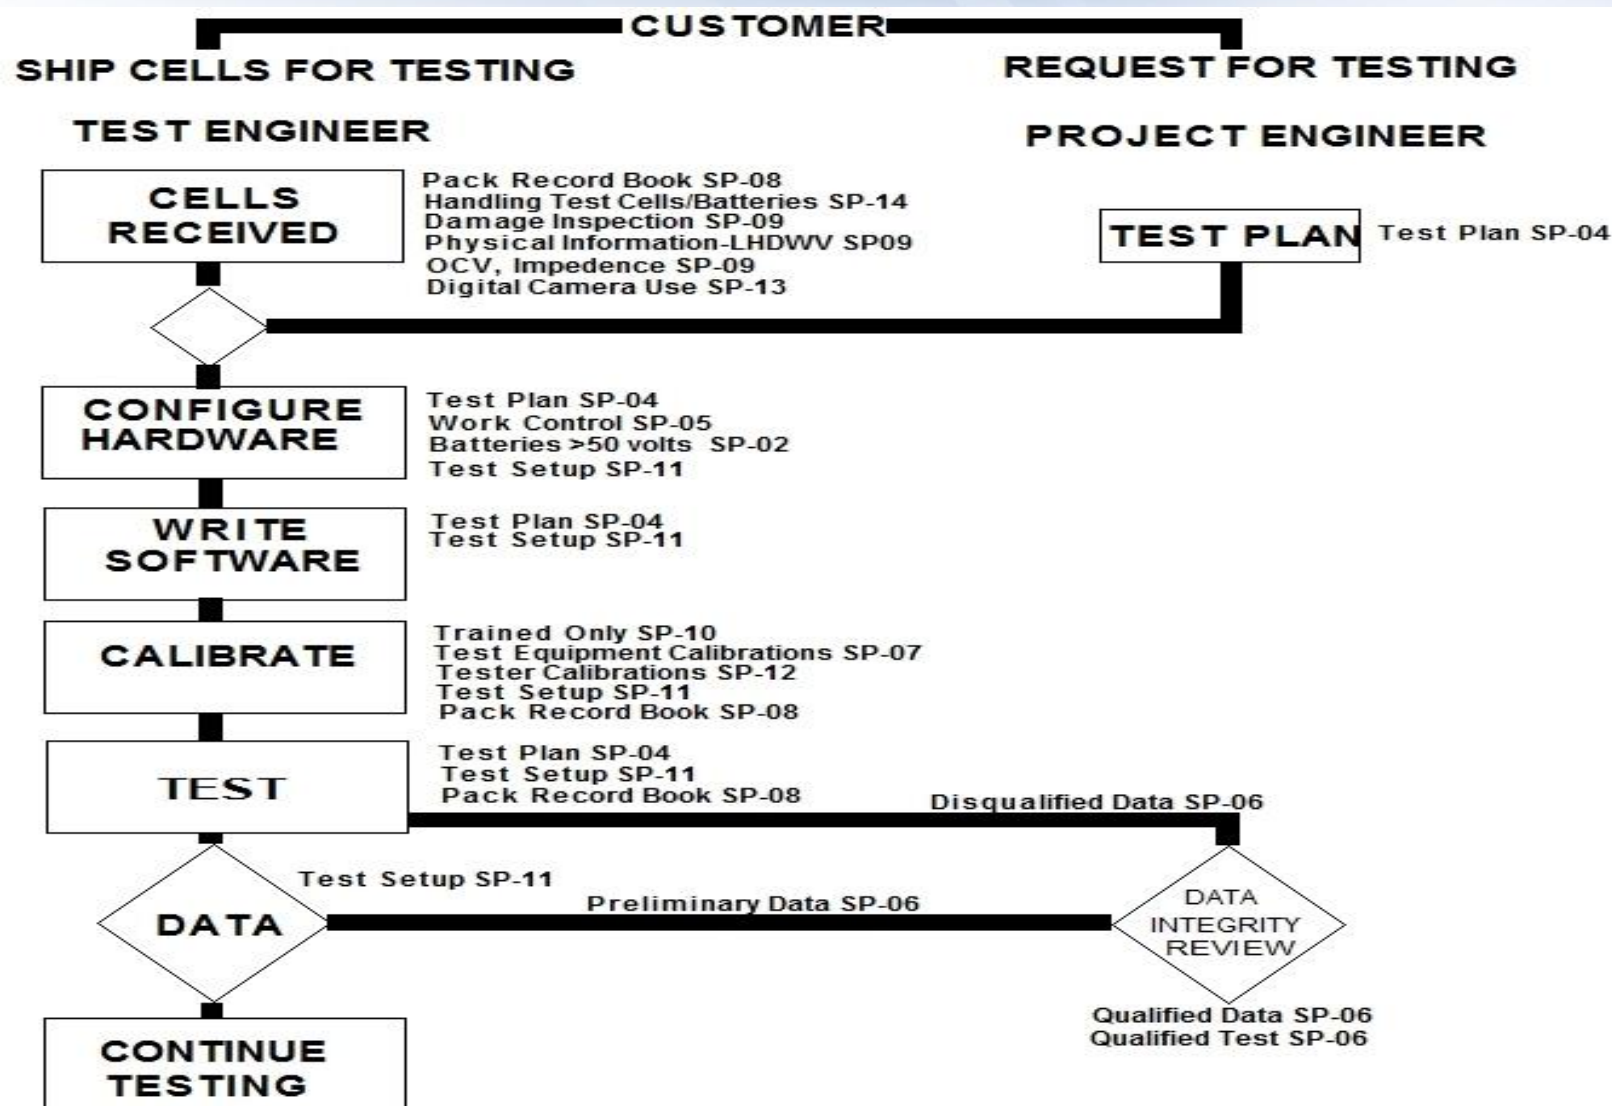 CUSTOMER
SHIP CELLS FOR TESTING
REQUEST FOR TESTING
TEST ENGINEER
PROJECT ENGINEER
CELLS
RECEIVED
Pack Record Book SP-08
Handling Test Cells/Batteries SP-14
Damage Inspection SP-09
Physical Information-LHDWV SP09
OCV, Impedence SP-09
Digital Camera Use SP-13
TEST PLAN
Test Plan SP-04
CONFIGURE
HARDWARE
Test Plan SP-04
Work Control SP-05
Batteries >50 volts SP-02
Test Setup SP-11
WRITE
SOFTWARE
Test Plan SP-04
Test Setup SP-11
CALIBRATE
Trained Only SP-10
Test Equipment Calibrations SP-07
Tester Calibrations SP-12
Test Setup SP-11
Pack Record Book SP-08
TEST
Test Plan SP-04
Test Setup SP-11
Pack Record Book SP-08
Disqualified Data SP-06
DATA
Test Setup SP-11
Preliminary Data SP-06
DATA
INTEGRITY
REVIEW
Qualified Data SP-06
Qualified Test SP-06
CONTINUE
TESTING